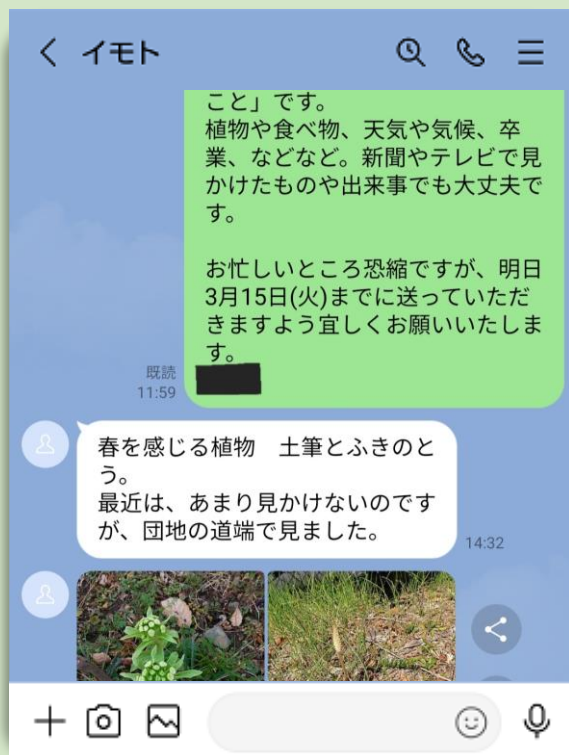 イモト
こと」です。
植物や食べ物、天気や気候、卒
業、などなど。新聞やテレビで見
かけたものや出来事でも大丈夫で
す。
お忙しいところ恐縮ですが、明日
3月15日(火)までに送っていただ
きますよう宜しくお願いいたしま
す。
既読
11:59
春を感じる植物　土筆とふきのと
う。
最近は、あまり見かけないのです
が、団地の道端で見ました。
14:32